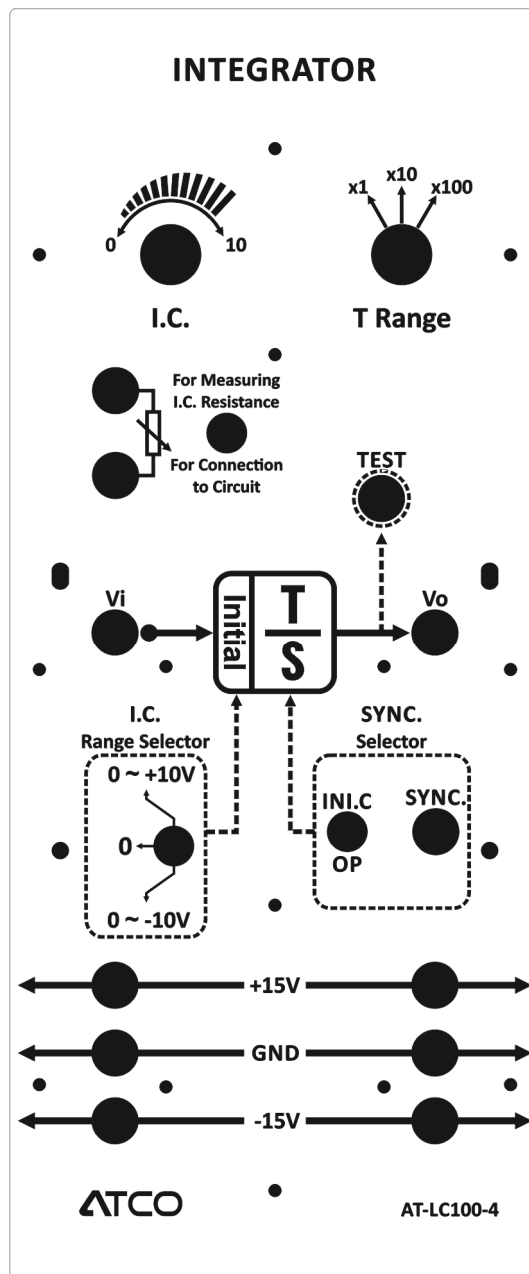 INTEGRATOR
0
10
I.C.
x1
x10
x100
T Range
For Measuring
I.C. Resistance
For Connection
to Circuit
TEST
Vi
Initial
T
S
Vo
I.C.
Range Selector
0 ~ +10V
0
0 ~ -10V
SYNC.
Selector
INI.C
OP
SYNC.
+15V
GND
-15V
ATCO
AT-LC100-4